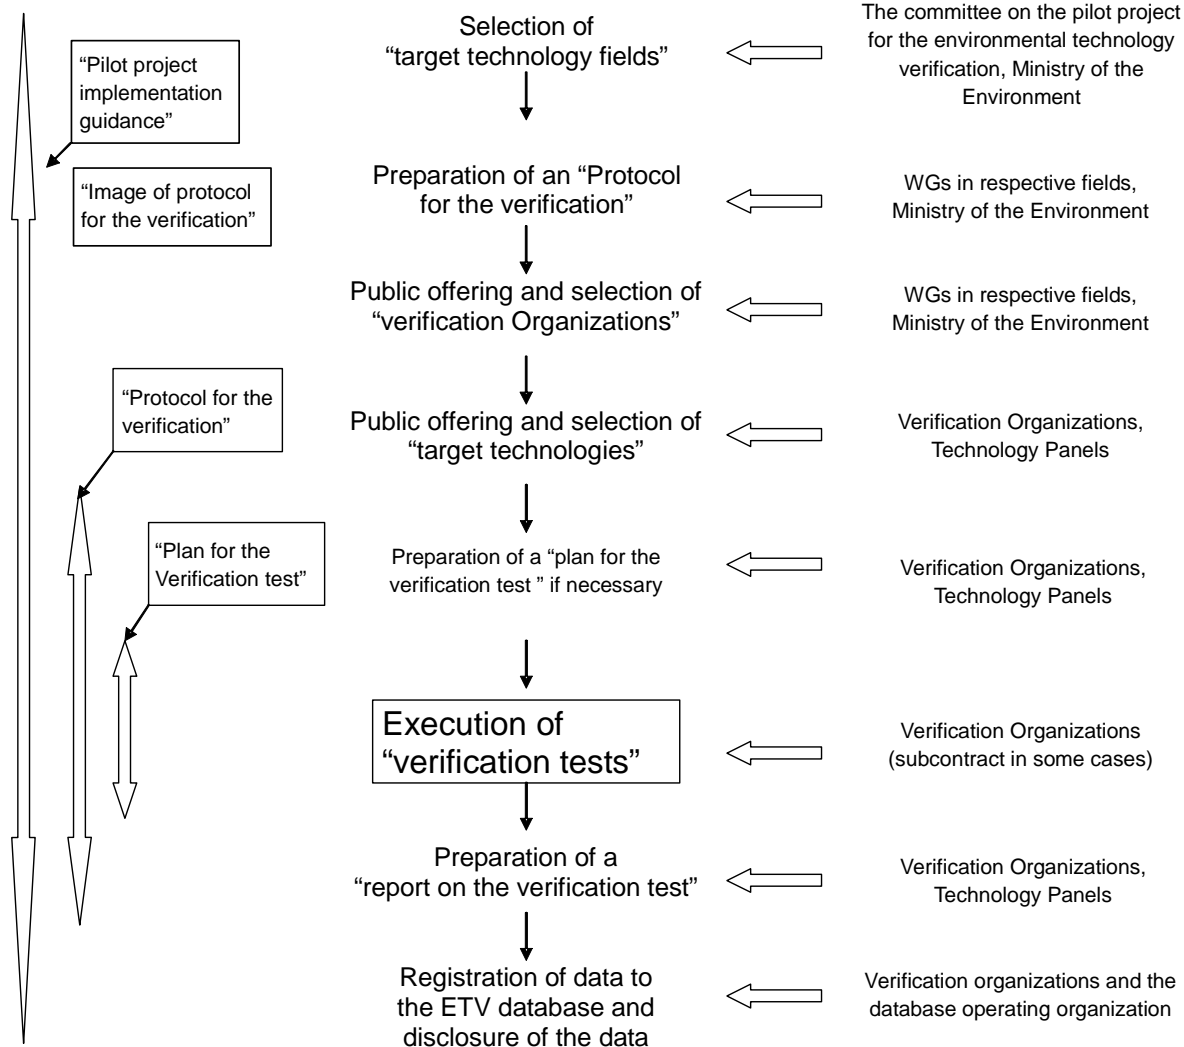 Selection of
“target technology fields”
The committee on the pilot project
for the environmental technology
verification, Ministry of the
Environment
“Pilot project
implementation
guidance”
“Image of protocol
for the verification”
Preparation of an “Protocol
for the verification”
WGs in respective fields,
Ministry of the Environment
Public offering and selection of
“verification Organizations”
WGs in respective fields,
Ministry of the Environment
“Protocol for the
verification”
Public offering and selection of
“target technologies”
Verification Organizations,
Technology Panels
“Plan for the
Verification test”
Preparation of a “plan for the
verification test ” if necessary
Verification Organizations,
Technology Panels
Execution of
“verification tests”
Verification Organizations
(subcontract in some cases)
Preparation of a
“report on the verification test”
Verification Organizations,
Technology Panels
Registration of data to
the ETV database and
disclosure of the data
Verification organizations and the
database operating organization